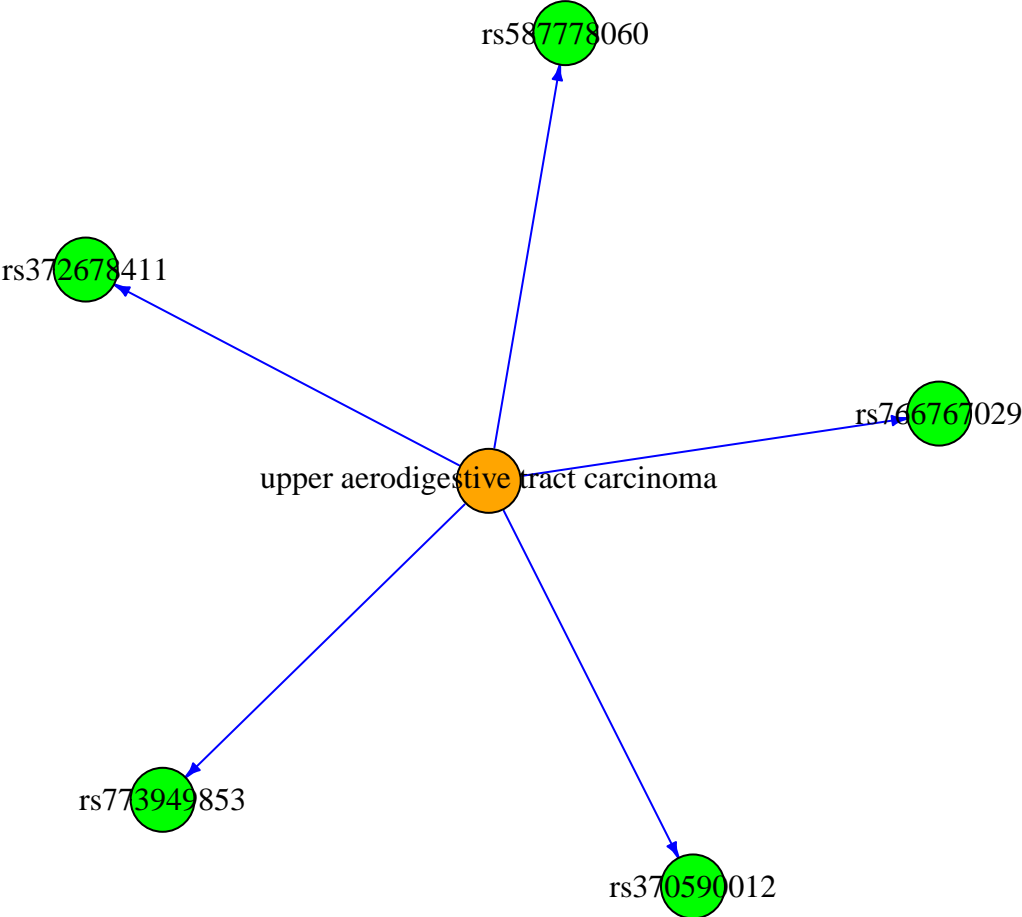 rs587778060
rs372678411
rs766767029
upper aerodigestive tract carcinoma
rs773949853
rs370590012